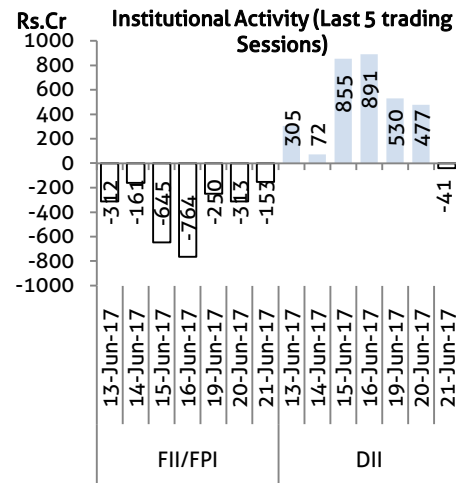 Rs.Cr
Institutional Activity (Last 5 trading
Sessions)
1000
800
600
400
200
0
-200
-400
-600
-800
-1000
-312
-161
-645
-764
-250
-313
-153
305
72
855
891
530
477
-41
13-Jun-17
14-Jun-17
15-Jun-17
16-Jun-17
19-Jun-17
20-Jun-17
21-Jun-17
13-Jun-17
14-Jun-17
15-Jun-17
16-Jun-17
19-Jun-17
20-Jun-17
21-Jun-17
FII/FPI
DII